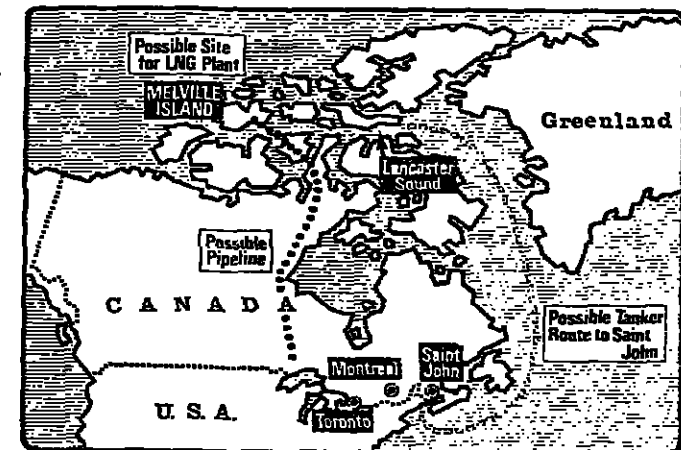 Possible Site
for LNG Plant
MELVILLE
ISLAND
Greenland
Lancaster
Sound
Possible
Pipeline
CANADA
Possible Tanker
Route to Saint
John
Montreal
Saint
John
U.S.A.
Toronto